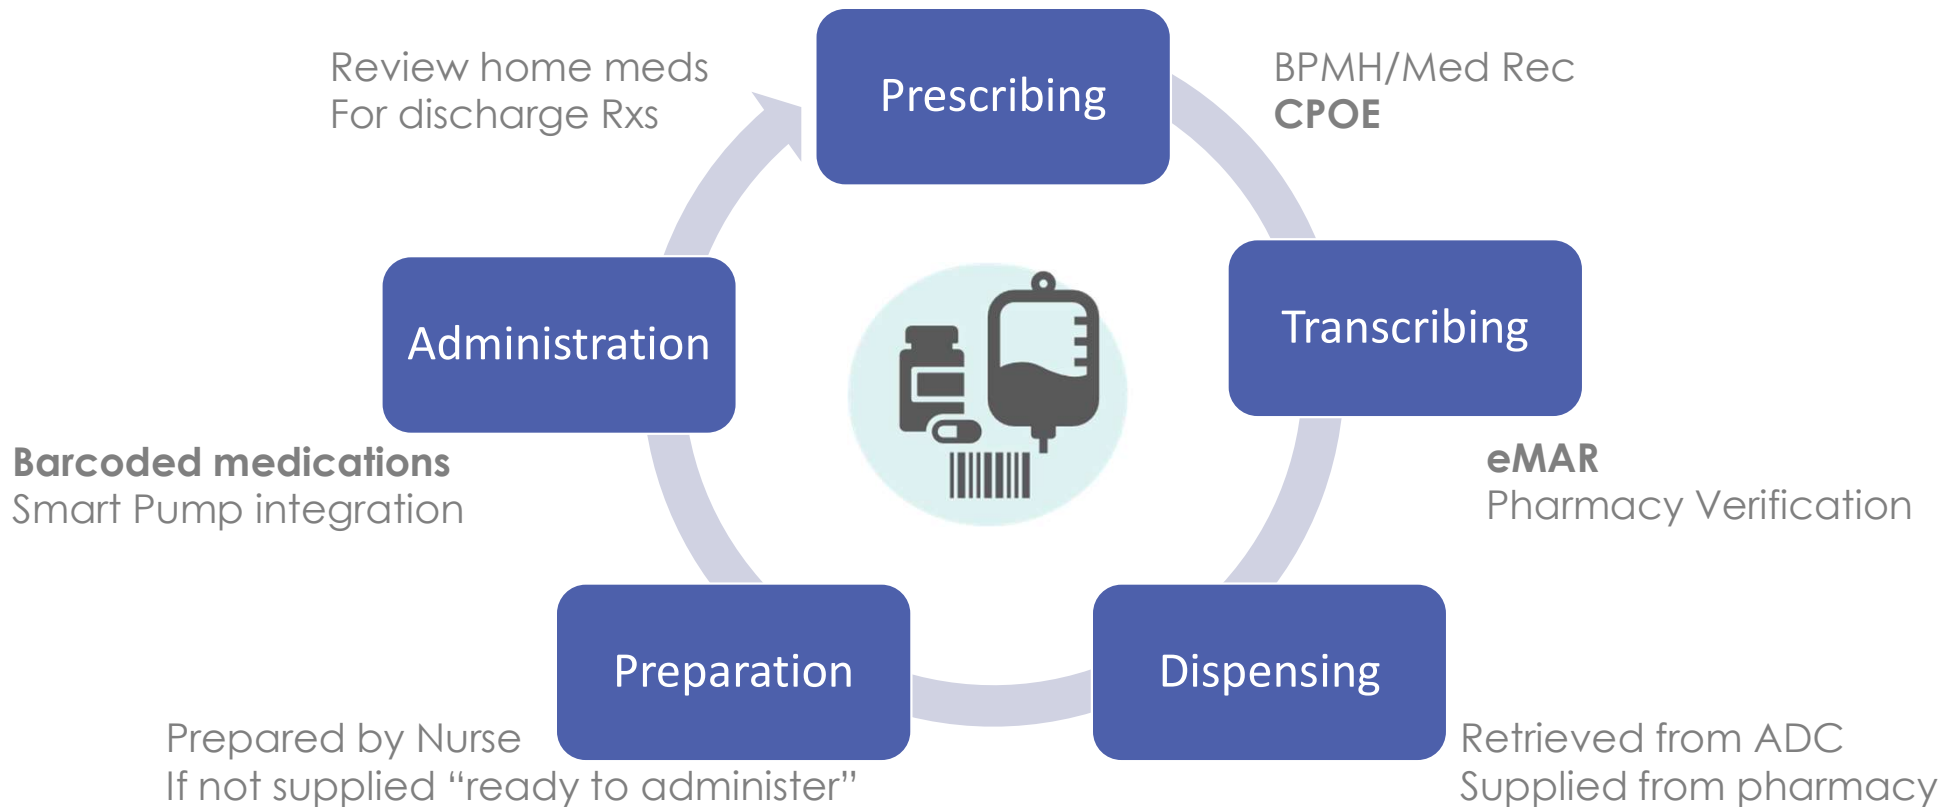 Prescribing
BPMH/Med Rec
CPOE
Transcribing
eMAR
Pharmacy Verification
Dispensing
Retrieved from ADC
Supplied from pharmacy
Preparation
Prepared by Nurse
If not supplied “ready to administer”
Administration
Barcoded medications
Smart Pump integration
Review home meds
For discharge Rxs